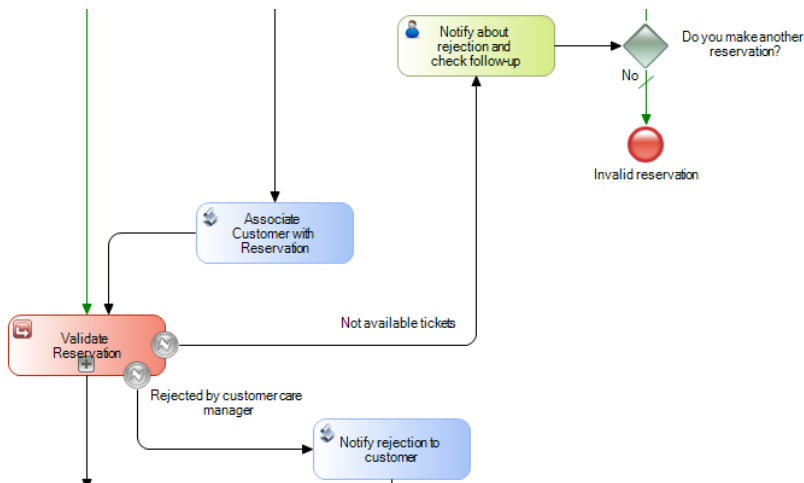 Notify about
rejection and
check follow-up
Do you make another
reservation?
No
Invalid reservation
Associate
Customer with
Reservation
Not available tickets
Validate
Reservation
Rejected by customer care
manager
Notify rejection to
customer